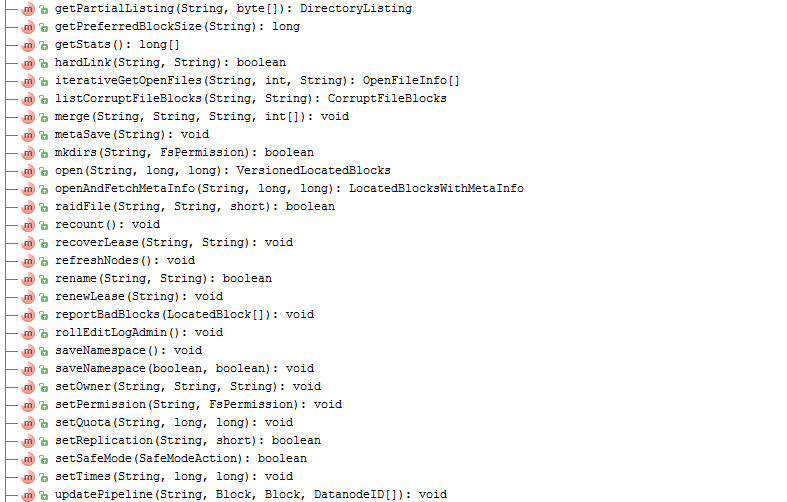 getPartialListing(String, byte[]): DirectoryListing
getPreferredBlockSize(String): long
getStats(): long[]
hardLink(String, String): boolean
iterativeGetOpenFiles(String, int, String): OpenFileInfo[]
listCorruptFileBlocks(String, String): CorruptFileBlocks
merge(String, String, String, int[]): void
metaSave(String): void
mkdirs(String, FsPermission): boolean
open(String, long, long): VersionedLocatedBlocks
openAndFetchMetaInfo(String, long, long): LocatedBlocksWithMetaInfo
raidFile(String, String, short): boolean
recount(): void
recoverLease(String, String): void
refreshNodes(): void
rename(String, String): boolean
renewLease(String): void
reportBadBlocks(LocatedBlock[]): void
rollEditLogAdmin(): void
saveNamespace(): void
saveNamespace(boolean, boolean): void
setOwner(String, String, String): void
setPermission(String, FsPermission): void
setQuota(String, long, long): void
setReplication(String, short): boolean
setSafeMode(SafeModeAction): boolean
setTimes(String, long, long): void
updatePipeline(String, Block, Block, DatanodeID[]): void